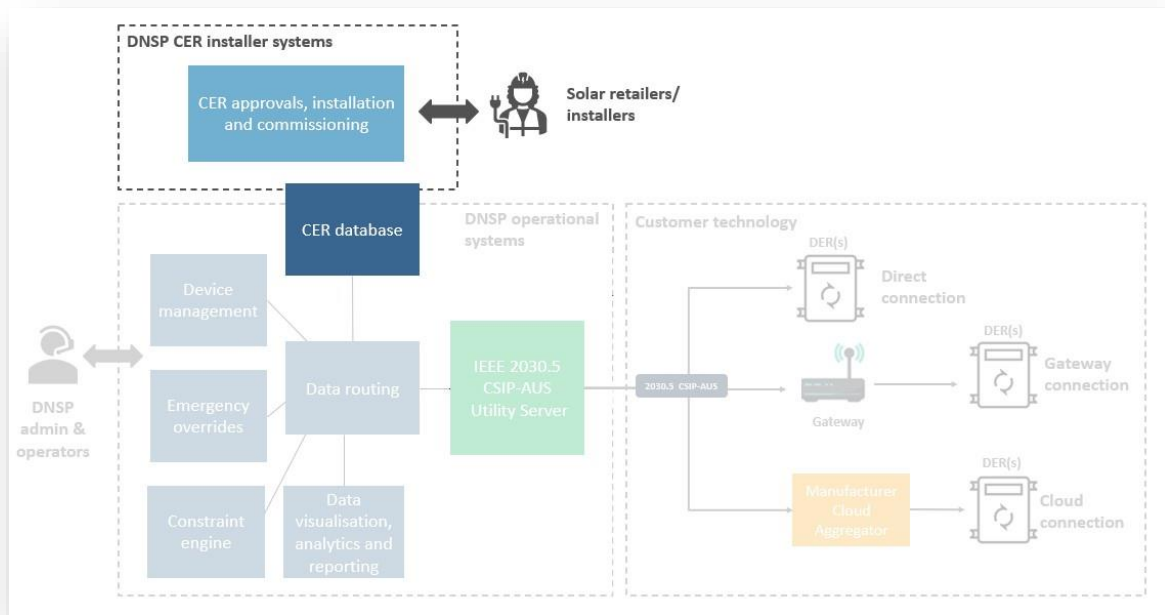 DNSP CER installer systems
CER approvals, installation
and commissioning
Solar retailers/
installers
CER database
DNSP operational
systems
Device
management
Emergency
overrides
Constraint
engine
Data routing
Data
visualisation,
analytics and
reporting
IEEE 2030.5
CSIP-AUS
Utility Server
DNSP
admin &
operators
Customer technology
2030.5 CSIP-AUS
DER(s)
Direct
connection
Gateway
DER(s)
Gateway
connection
Manufacturer
Cloud
Aggregator
DER(s)
Cloud
connection